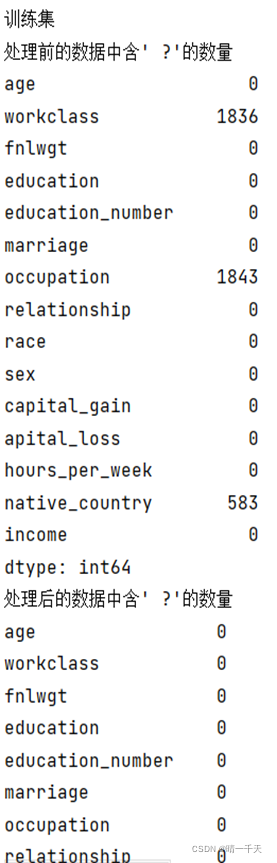 训练集
处理前的数据中含' ?'的数量
age 0
workclass 1836
fnlwgt 0
education 0
education_number 0
marriage 0
occupation 1843
relationship 0
race 0
sex 0
capital_gain 0
apital_loss 0
hours_per_week 0
native_country 583
income 0
dtype: int64
处理后的数据中含' ?'的数量
age 0
workclass 0
fnlwgt 0
education 0
education_number 0
marriage 0
occupation 0
relationship 0
CSDN @晴一千天